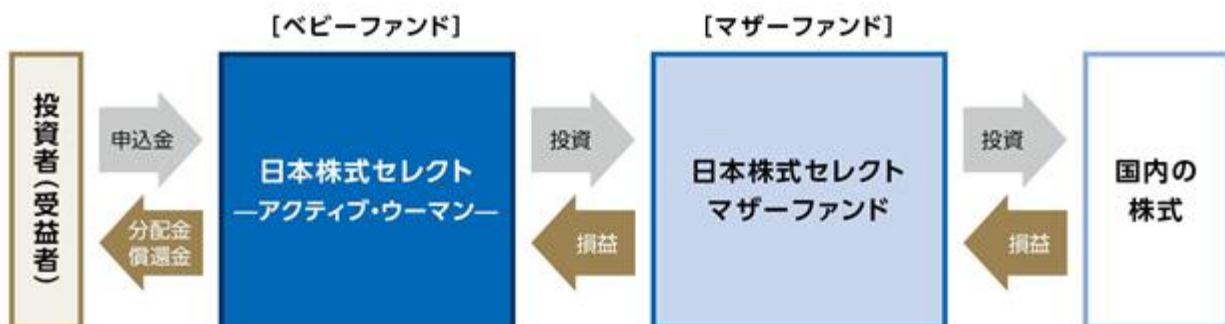 [ベビーファンド]
[マザーファンド]
投資者(受益者)
申込金
分配金
償還金
日本株式セレクト
―アクティブ・ウーマン―
投資
損益
日本株式セレクト
マザーファンド
投資
損益
国内の
株式